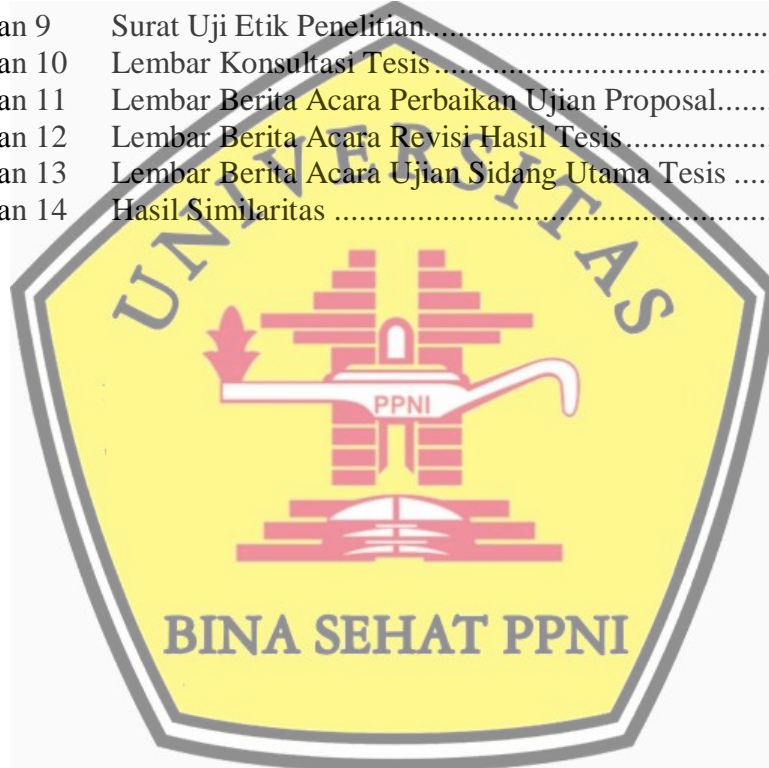 an 9 Surat Uji Etik Penelitian...........................................
an 10 Lembar Konsultasi Tesis...........................................
an 11 Lembar Berita Acara Perbaikan Ujian Proposal......
an 12 Lembar Berita Acara Revisi Hasil Tesis..................
an 13 Lembar Berita Acara Ujian Sidang Utama Tesis ....
an 14 Hasil Similaritas ......................................................
UNIVERSITAS
PPNI
BINA SEHAT PPNI